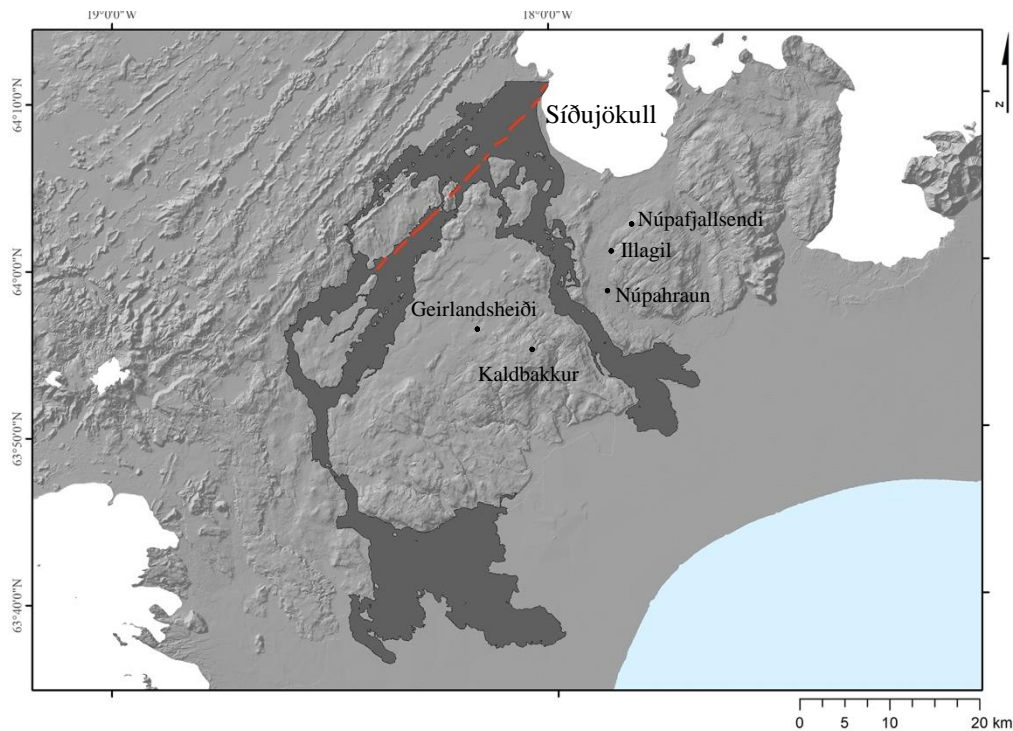 19°0'0"W
18°0'0"W
64°10'0"N
Síðujökull
z
Núpafjallsendi
Illagil
64°0'0"N
Núpahraun
Geirlandsheiði
Kaldbakkur
63°50'0"N
63°40'0"N
0 5 10 20 km